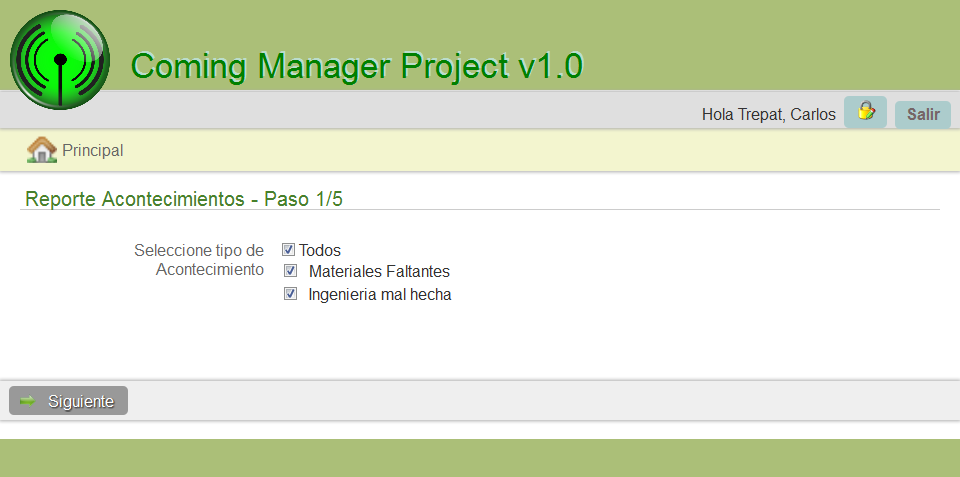 Coming Manager Project v1.0
Hola Trepat, Carlos
Salir
Principal
Reporte Acontecimientos - Paso 1/5
Seleccione tipo de
Acontecimiento
Todos
Materiales Faltantes
Ingenieria mal hecha
Siguiente